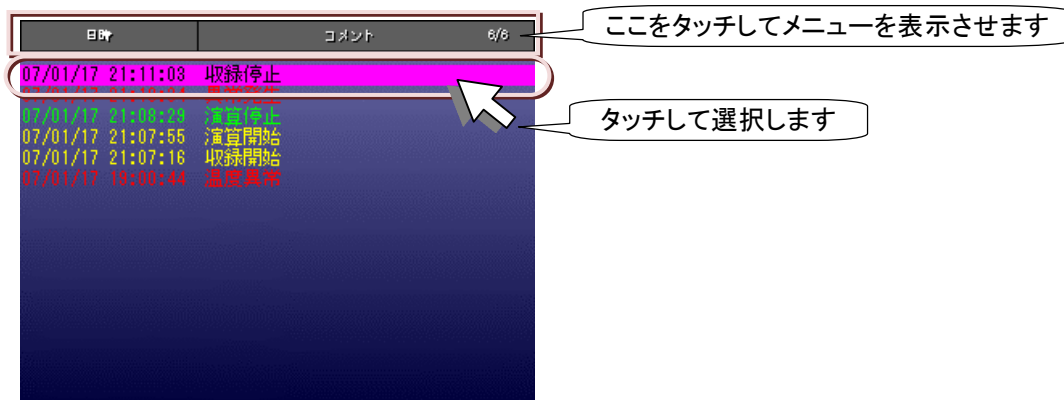 日時 コメント 6/6
ここをタッチしてメニューを表示させます
07/01/17 21:11:03 収録停止
異常発生
07/01/17 21:08:29 演算停止
タッチして選択します
07/01/17 21:07:55 演算開始
07/01/17 21:07:16 収録開始
07/01/17 19:00:44 温度異常